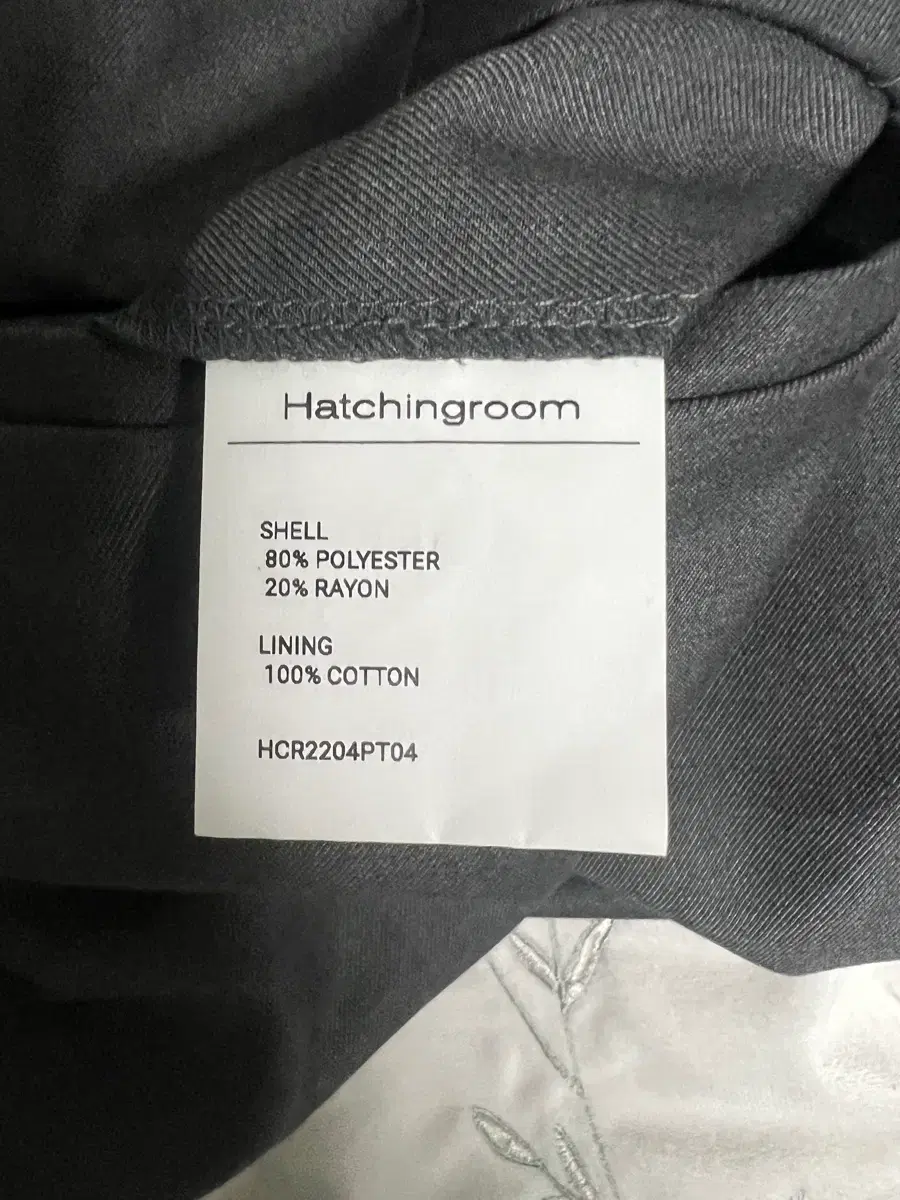 Hatchingroom
SHELL
80% POLYESTER
20% RAYON
LINING
100% COTTON
HCR2204PT04